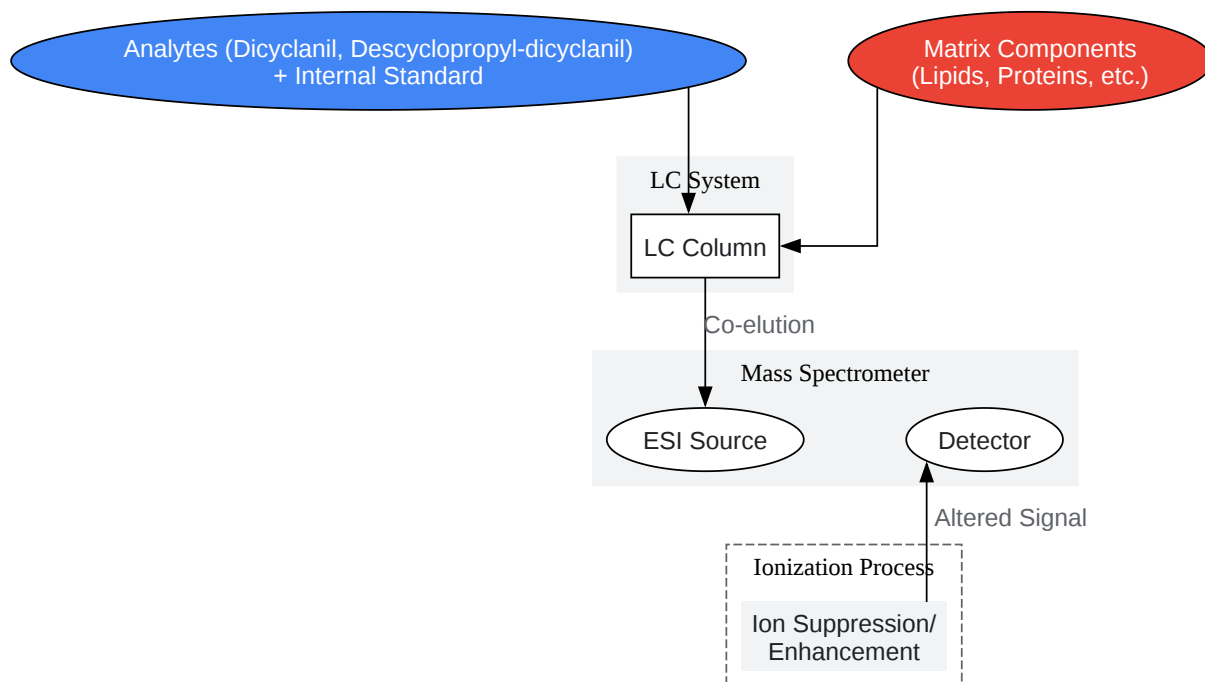 Analytes (Dicyclanil, Descyclopropyl-dicyclanil)
+ Internal Standard
Matrix Components
(Lipids, Proteins, etc.)
LC System
LC Column
Co-elution
Mass Spectrometer
ESI Source
Detector
Altered Signal
Ionization Process
Ion Suppression/
Enhancement